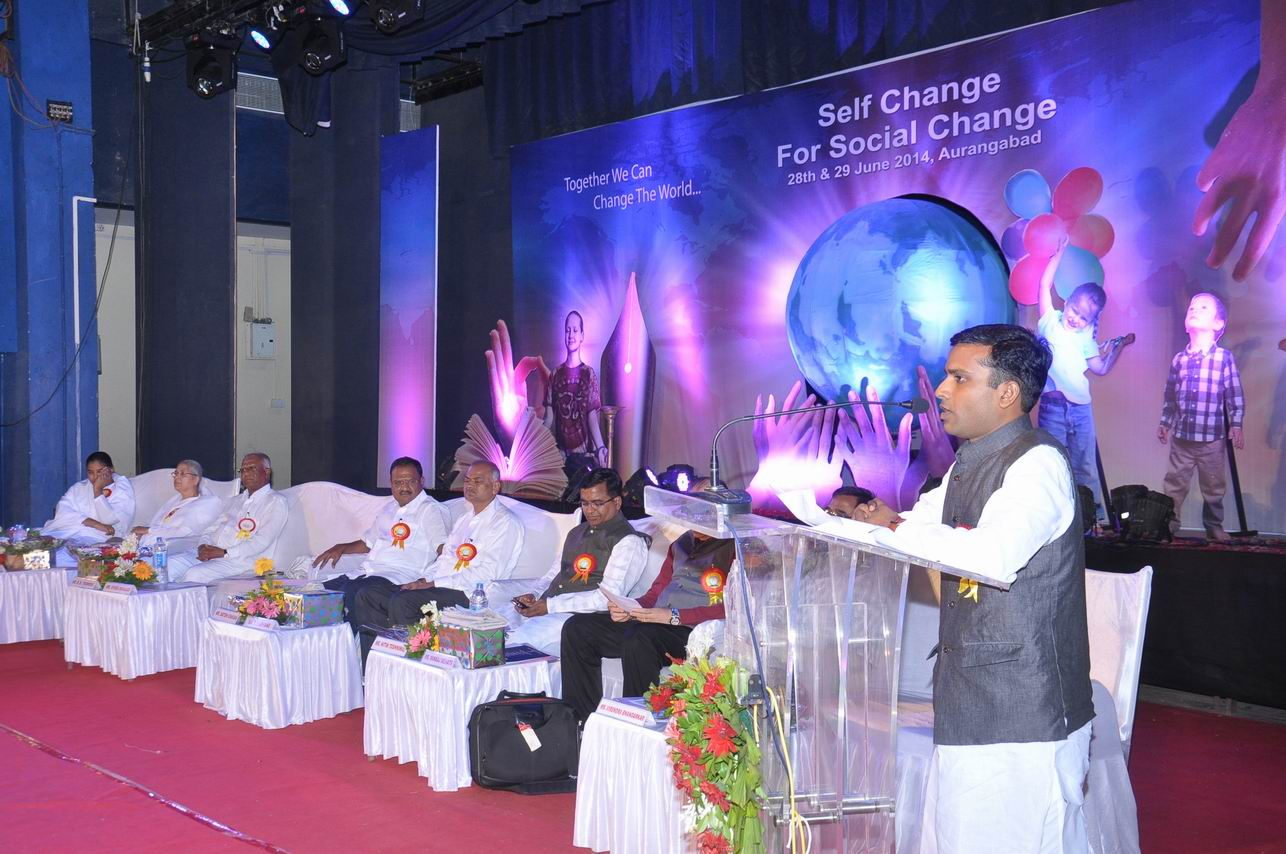 Self Change
For Social Change
28th & 29 June 2014, Aurangabad
Together We Can
Change The World...